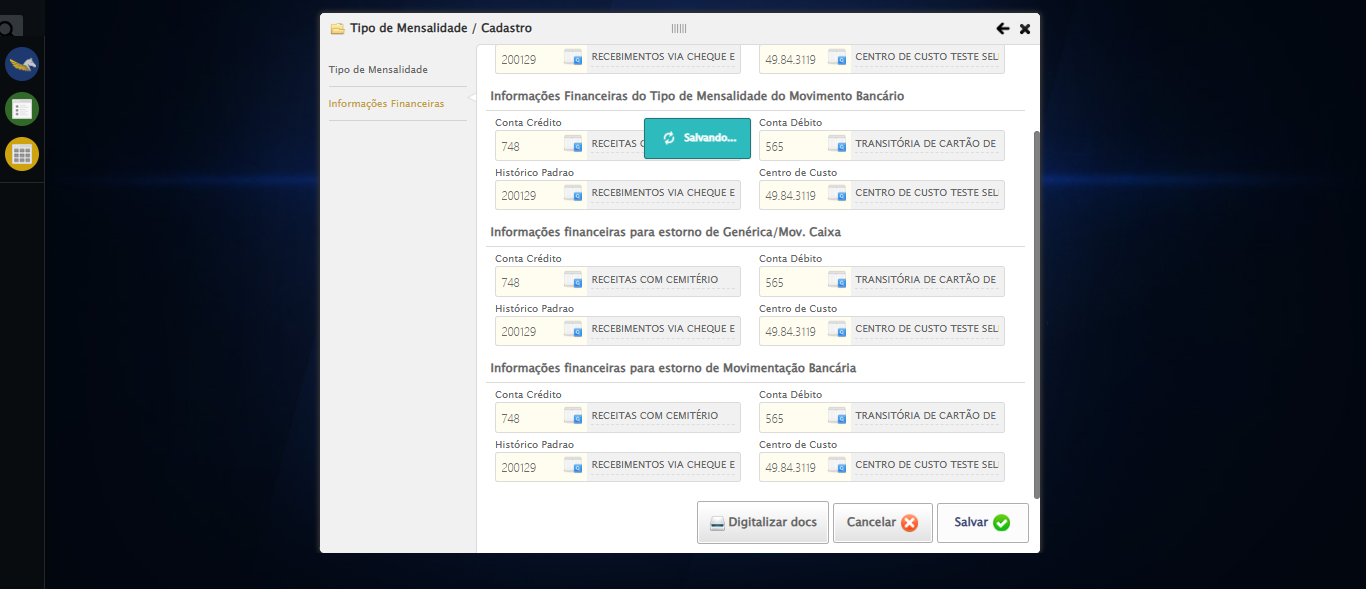 Tipo de Mensalidade / Cadastro
Tipo de Mensalidade
Informações Financeiras
200129 RECEBIMENTOS VIA CHEQUE E 49.84.3119 CENTRO DE CUSTO TESTE SEL
Informações Financeiras do Tipo de Mensalidade do Movimento Bancário
Conta Crédito Conta Débito
748 RECEITAS C 565 TRANSITÓRIA DE CARTÃO DE
Salvando...
Histórico Padrao Centro de Custo
200129 RECEBIMENTOS VIA CHEQUE E 49.84.3119 CENTRO DE CUSTO TESTE SEL
Informações financeiras para estorno de Genérica/Mov. Caixa
Conta Crédito Conta Débito
748 RECEITAS COM CEMITÉRIO 565 TRANSITÓRIA DE CARTÃO DE
Histórico Padrao Centro de Custo
200129 RECEBIMENTOS VIA CHEQUE E 49.84.3119 CENTRO DE CUSTO TESTE SEL
Informações financeiras para estorno de Movimentação Bancária
Conta Crédito Conta Débito
748 RECEITAS COM CEMITÉRIO 565 TRANSITÓRIA DE CARTÃO DE
Histórico Padrao Centro de Custo
200129 RECEBIMENTOS VIA CHEQUE E 49.84.3119 CENTRO DE CUSTO TESTE SEL
Digitalizar docs Cancelar Salvar